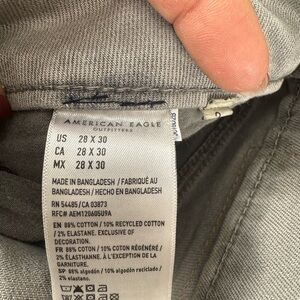 AMERICAN EAGLE
OUTFITTERS
US 28 X 30
CA 28 X 30
MX 28 X 30
MADE IN BANGLADESH / FABRIQUÉ AU
BANGLADESH / HECHO EN BANGLADESH
RN 54485/CA 03873
RFC# AEM120605U9A
EN 88% COTTON / 10% RECYCLED COTTON
/ 2% ELASTANE. EXCLUSIVE OF
DECORATION.
FR 88% COTON / 10% COTON RÉGÉNÉRÉ /
2% ÉLASTHANNE. À L'EXCEPTION DE LA
GARNITURE.
SP 88% algodón / 10% algodón reciclado /
2% elastano.